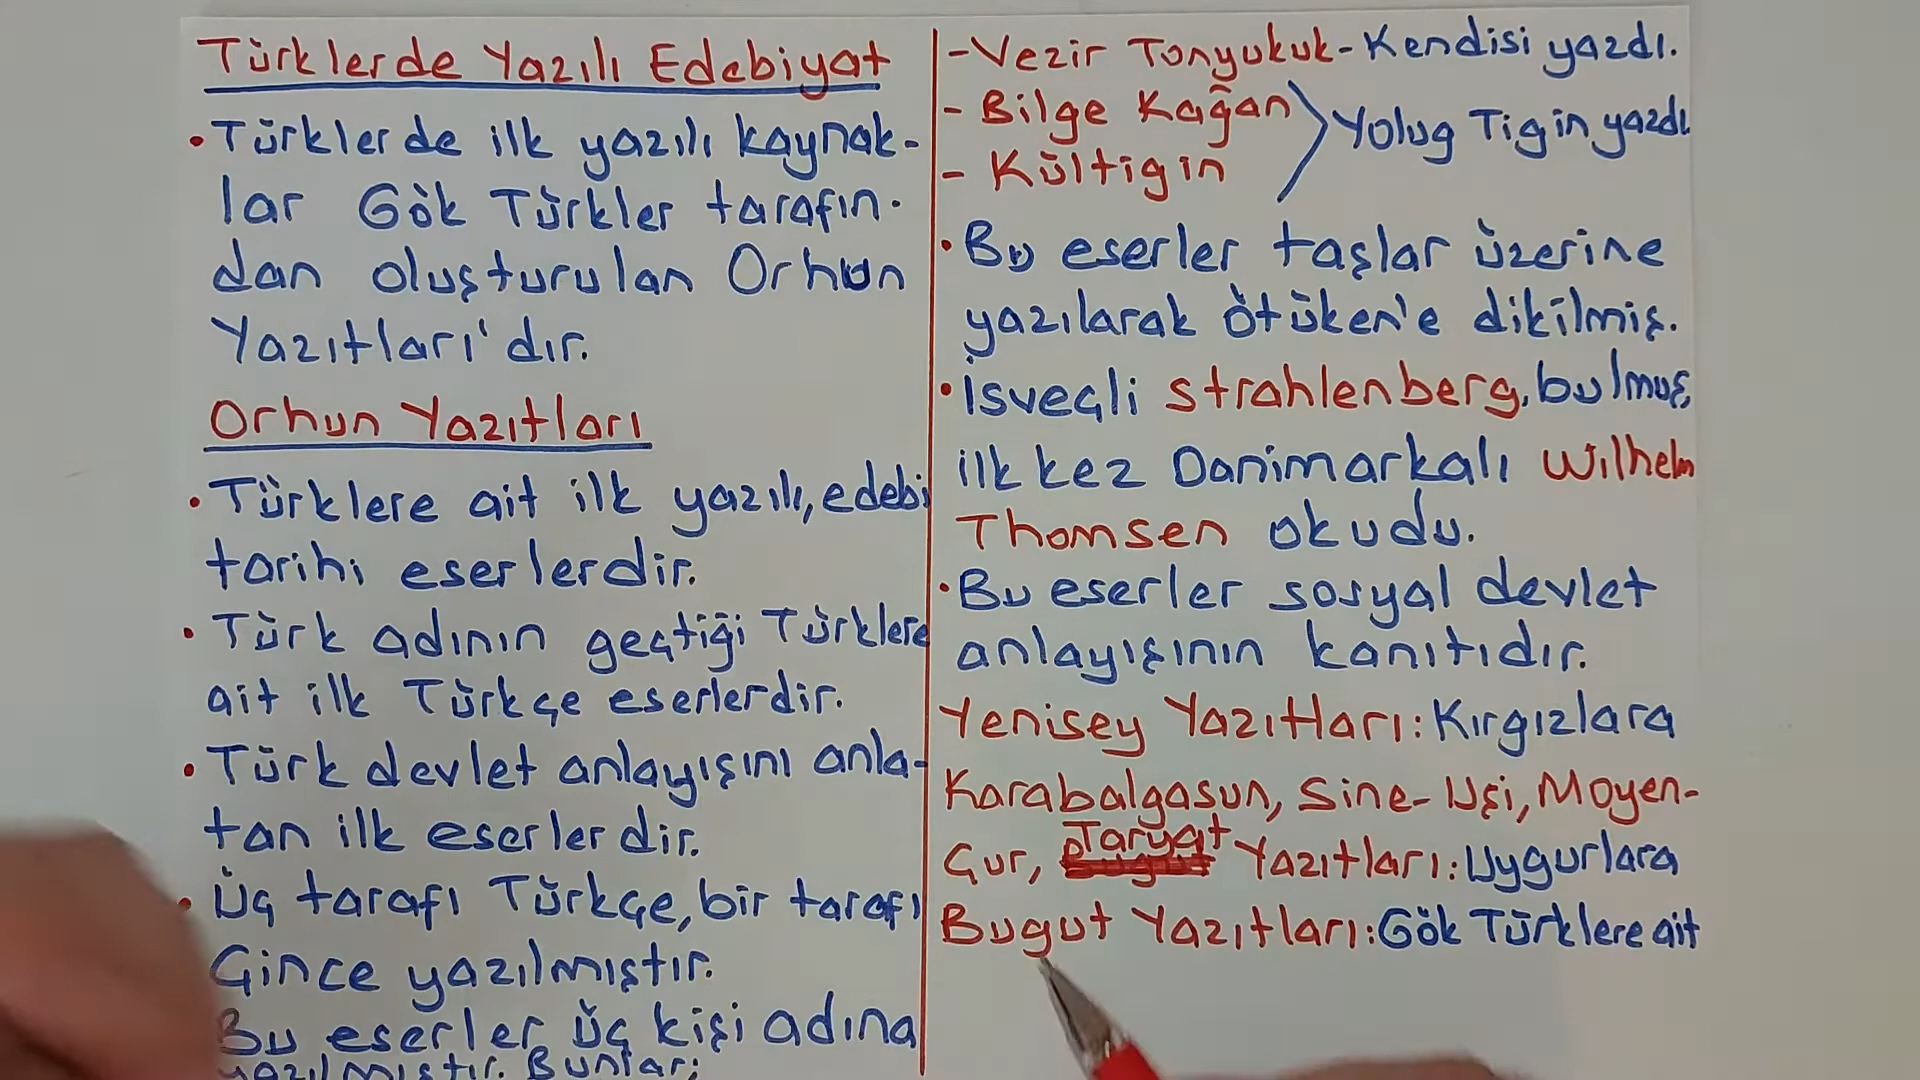 Türklerde Yazılı Edebiyat
• Türklerde ilk yazılı kaynak-
lar Gök Türkler tarafın-
dan oluşturulan Orhun
Yazıtları'dır.
Orhun Yazıtları
• Türklere ait ilk yazılı, edebi
tarihi eserlerdir.
• Türk adının geçtiği Türklere
ait ilk Türkçe eserlerdir.
• Türk devlet anlayışını anla-
tan ilk eserlerdir.
• Üç tarafı Türkçe, bir tarafı
Çince yazılmıştır.
Bu eserler üç kişi adına
yazılmıştır. Bunlar;
- Vezir Tonyukuk - Kendisi yazdı.
- Bilge Kağan
- Kültigin
Yolug Tigin yazdı
• Bu eserler taşlar üzerine
yazılarak Ötüken'e dikilmiş.
• İsveçli Strahlenberg, bulmuş,
ilk kez Danimarkalı Wilhelm
Thomsen okudu.
• Bu eserler sosyal devlet
anlayışının kanıtıdır.
Yenisey Yazıtları: Kırgızlara
Karabalgasun, Sine-Uşi, Moyen-
Çur, Taryat Yazıtları: Uygurlara
Bugut Yazıtları: Gök Türklere ait